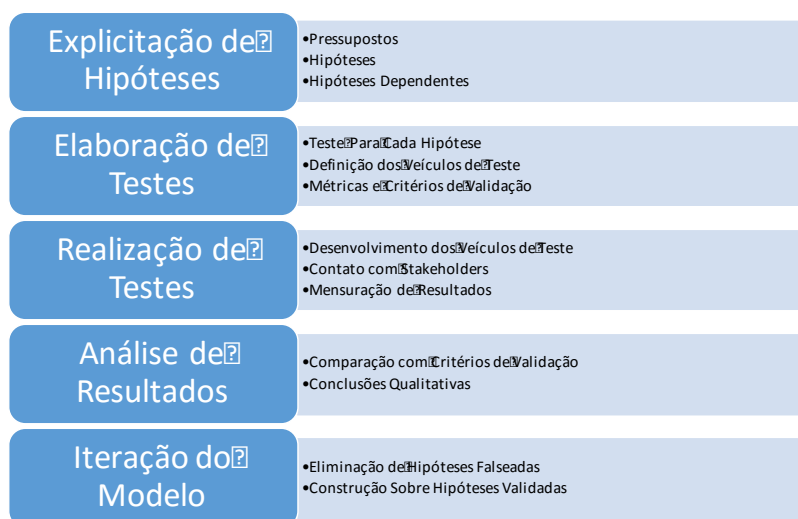 Explicitação de
Hipóteses
•Pressupostos
•Hipóteses
•Hipóteses Dependentes
Elaboração de
Testes
•Teste Para Cada Hipótese
•Definição dos Veículos de Teste
•Métricas e Critérios de Validação
Realização de
Testes
•Desenvolvimento dos Veículos de Teste
•Contato com Stakeholders
•Mensuração de Resultados
Análise de
Resultados
•Comparação com Critérios de Validação
•Conclusões Qualitativas
Iteração do
Modelo
•Eliminação de Hipóteses Falseadas
•Construção Sobre Hipóteses Validadas